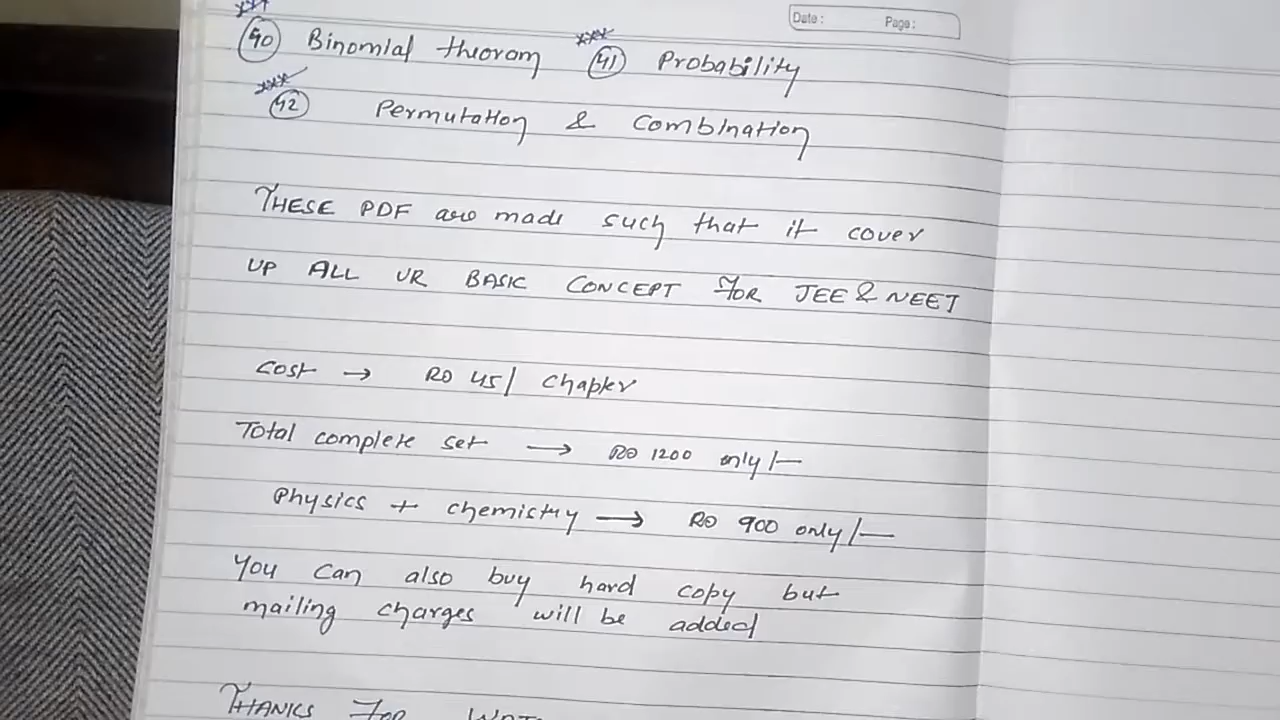 Date : Page :
*** 40 Binomial theoram *** 41 Probability
*** 42 Permutation & Combination
THESE PDF are made such that it cover
UP ALL UR BASIC CONCEPT FOR JEE & NEET
Cost → RS 45/ Chapter
Total complete set → RS 1200 only/-
Physics + chemistry → RS 900 only/-
You can also buy hard copy but
mailing charges will be added
THANKS FOR